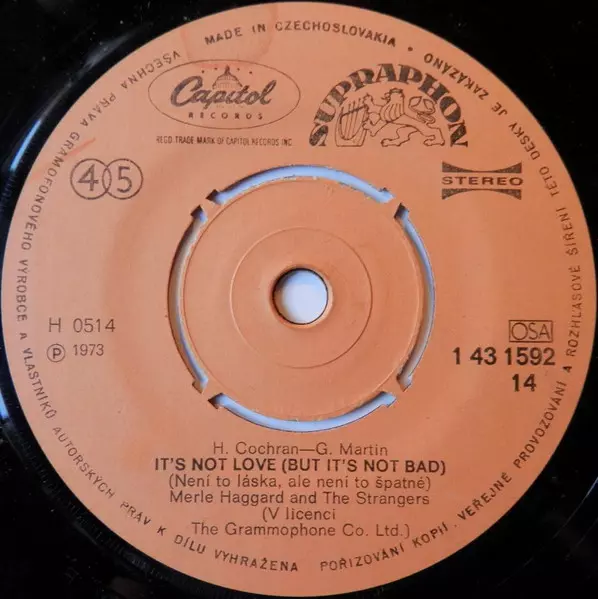 MADE IN CZECHOSLOVAKIA • VŠECHNA PRÁVA GRAMOFONOVÉHO VÝROBCE A VLASTNÍKŮ AUTORSKÝCH PRÁV K DÍLU VYHRAŽENA. POŘIZOVÁNÍ KOPIÍ, VEŘEJNÉ PROVOZOVÁNÍ A ROZHLASOVÉ ŠÍŘENÍ TÉTO DESKY JE ZAKÁZÁNO
Capitol
RECORDS
REGD. TRADE MARK OF CAPITOL RECORDS INC
SUPRAPHON
45
STEREO
H 0514
℗ 1973
OSA
1 43 1592
14
H. Cochran—G. Martin
IT'S NOT LOVE (BUT IT'S NOT BAD)
(Není to láska, ale není to špatné)
Merle Haggard and The Strangers
(V licenci
The Grammophone Co. Ltd.)